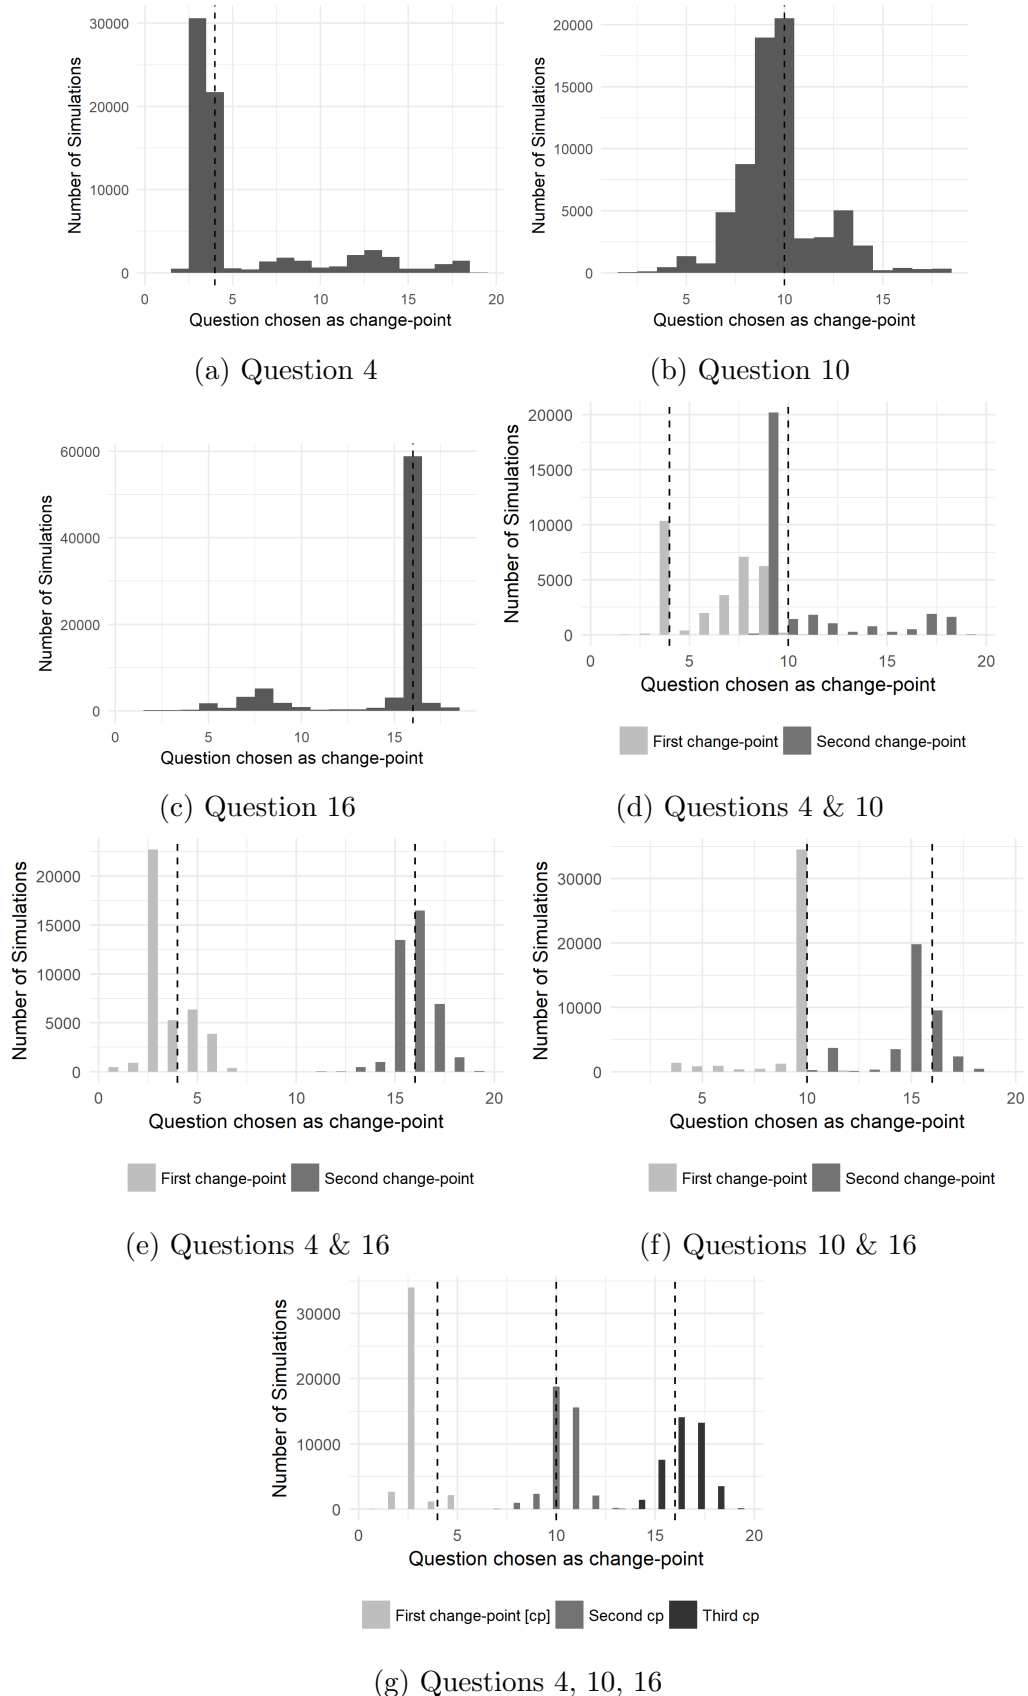 Number of Simulations
30000
20000
10000
0
0 5 10 15 20
Question chosen as change-point
(a) Question 4
Number of Simulations
20000
15000
10000
5000
0
5 10 15
Question chosen as change-point
(b) Question 10
Number of Simulations
60000
40000
20000
0
0 5 10 15
Question chosen as change-point
(c) Question 16
Number of Simulations
20000
15000
10000
5000
0
0 5 10 15 20
Question chosen as change-point
First change-point Second change-point
(d) Questions 4 & 10
Number of Simulations
20000
15000
10000
5000
0
0 5 10 15 20
Question chosen as change-point
First change-point Second change-point
(e) Questions 4 & 16
Number of Simulations
30000
20000
10000
0
5 10 15 20
Question chosen as change-point
First change-point Second change-point
(f) Questions 10 & 16
Number of Simulations
30000
20000
10000
0
0 5 10 15 20
Question chosen as change-point
First change-point [cp] Second cp Third cp
(g) Questions 4, 10, 16